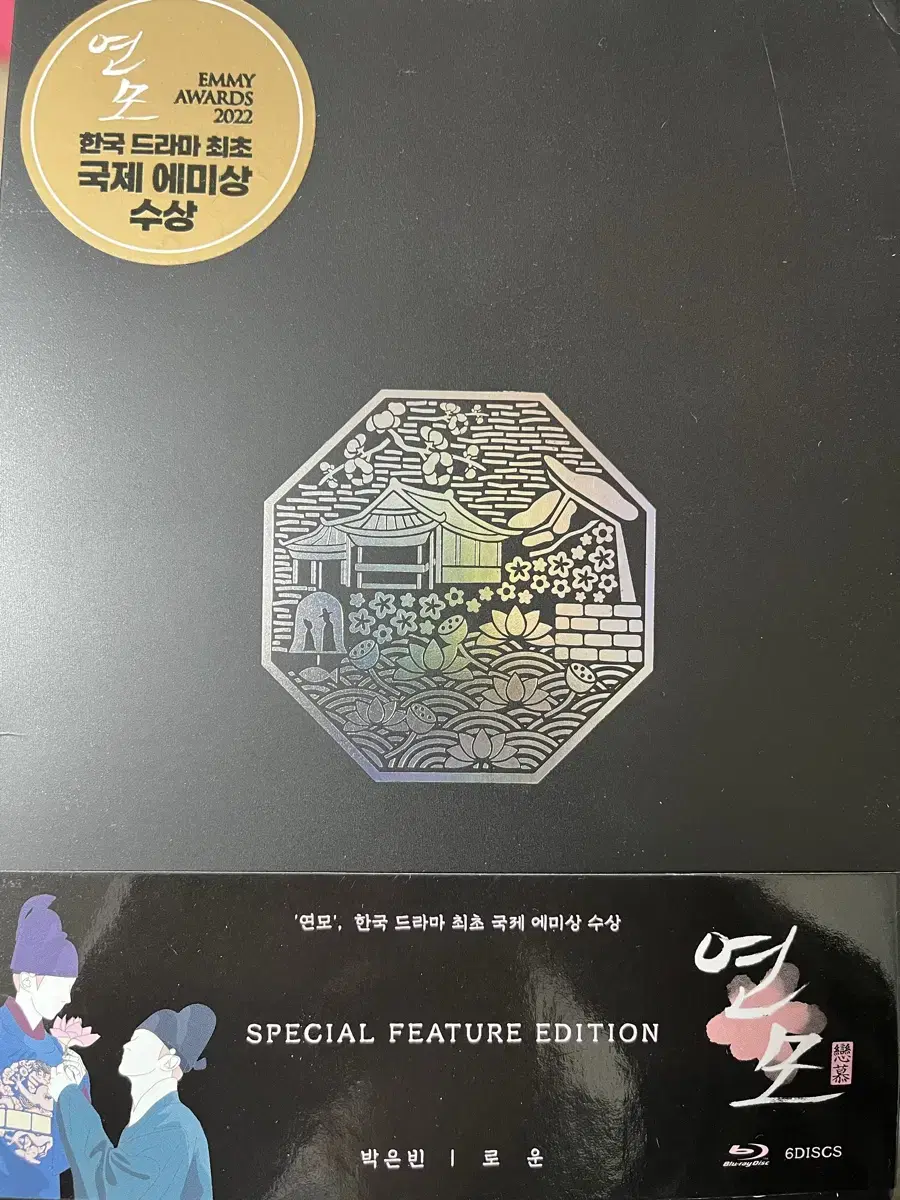 연모
EMMY
AWARDS
2022
한국 드라마 최초
국제 에미상
수상
'연모', 한국 드라마 최초 국제 에미상 수상
SPECIAL FEATURE EDITION
연모
戀慕
박은빈 | 로운
Blu-ray Disc
6DISCS